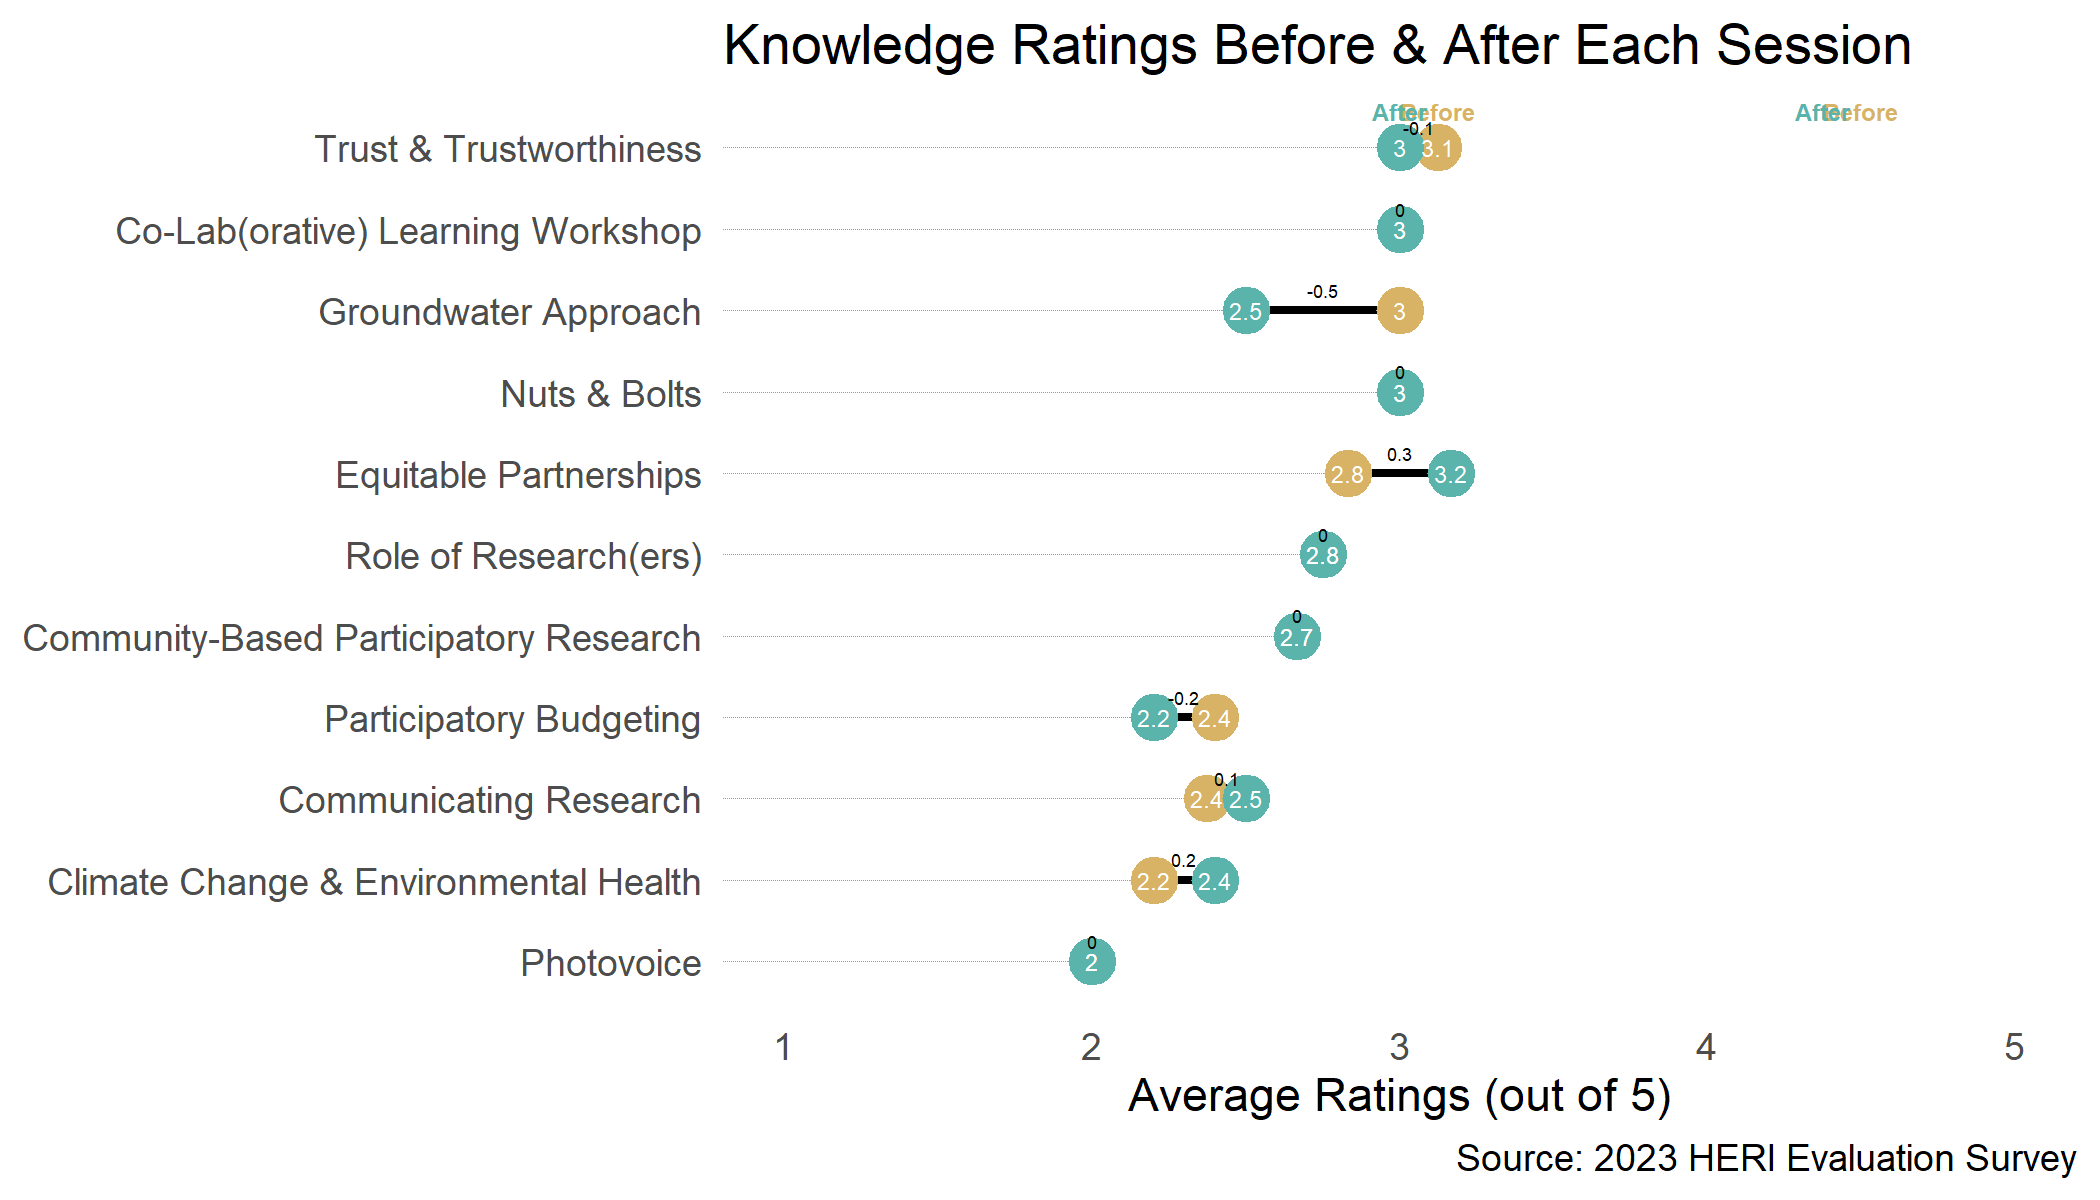 Knowledge Ratings Before & After Each Session
After Before After Before
Trust & Trustworthiness -0.1 3 3.1
Co-Lab(orative) Learning Workshop 0 3
Groundwater Approach 2.5 -0.5 3
Nuts & Bolts 0 3
Equitable Partnerships 2.8 0.3 3.2
Role of Research(ers) 0 2.8
Community-Based Participatory Research 0 2.7
Participatory Budgeting 2.2 -0.2 2.4
Communicating Research 2.4 0.1 2.5
Climate Change & Environmental Health 2.2 0.2 2.4
Photovoice 0 2
1 2 3 4 5
Average Ratings (out of 5)
Source: 2023 HERI Evaluation Survey